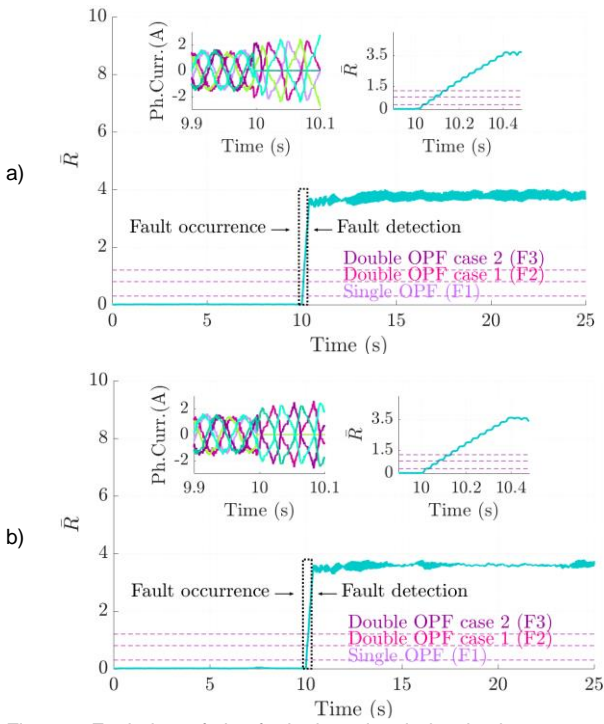 a)
Ph.Curr.(A)
2
0
-2
9.9
10
10.1
Time (s)
R̄
3.5
1.5
0
10
10.2
10.4
Time (s)
R̄
10
8
6
4
2
0
Fault occurrence
Fault detection
Double OPF case 2 (F3)
Double OPF case 1 (F2)
Single OPF (F1)
0
5
10
15
20
25
Time (s)
b)
Ph.Curr.(A)
2
0
-2
9.9
10
10.1
Time (s)
R̄
3.5
1.5
0
10
10.2
10.4
Time (s)
R̄
10
8
6
4
2
0
Fault occurrence
Fault detection
Double OPF case 2 (F3)
Double OPF case 1 (F2)
Single OPF (F1)
0
5
10
15
20
25
Time (s)